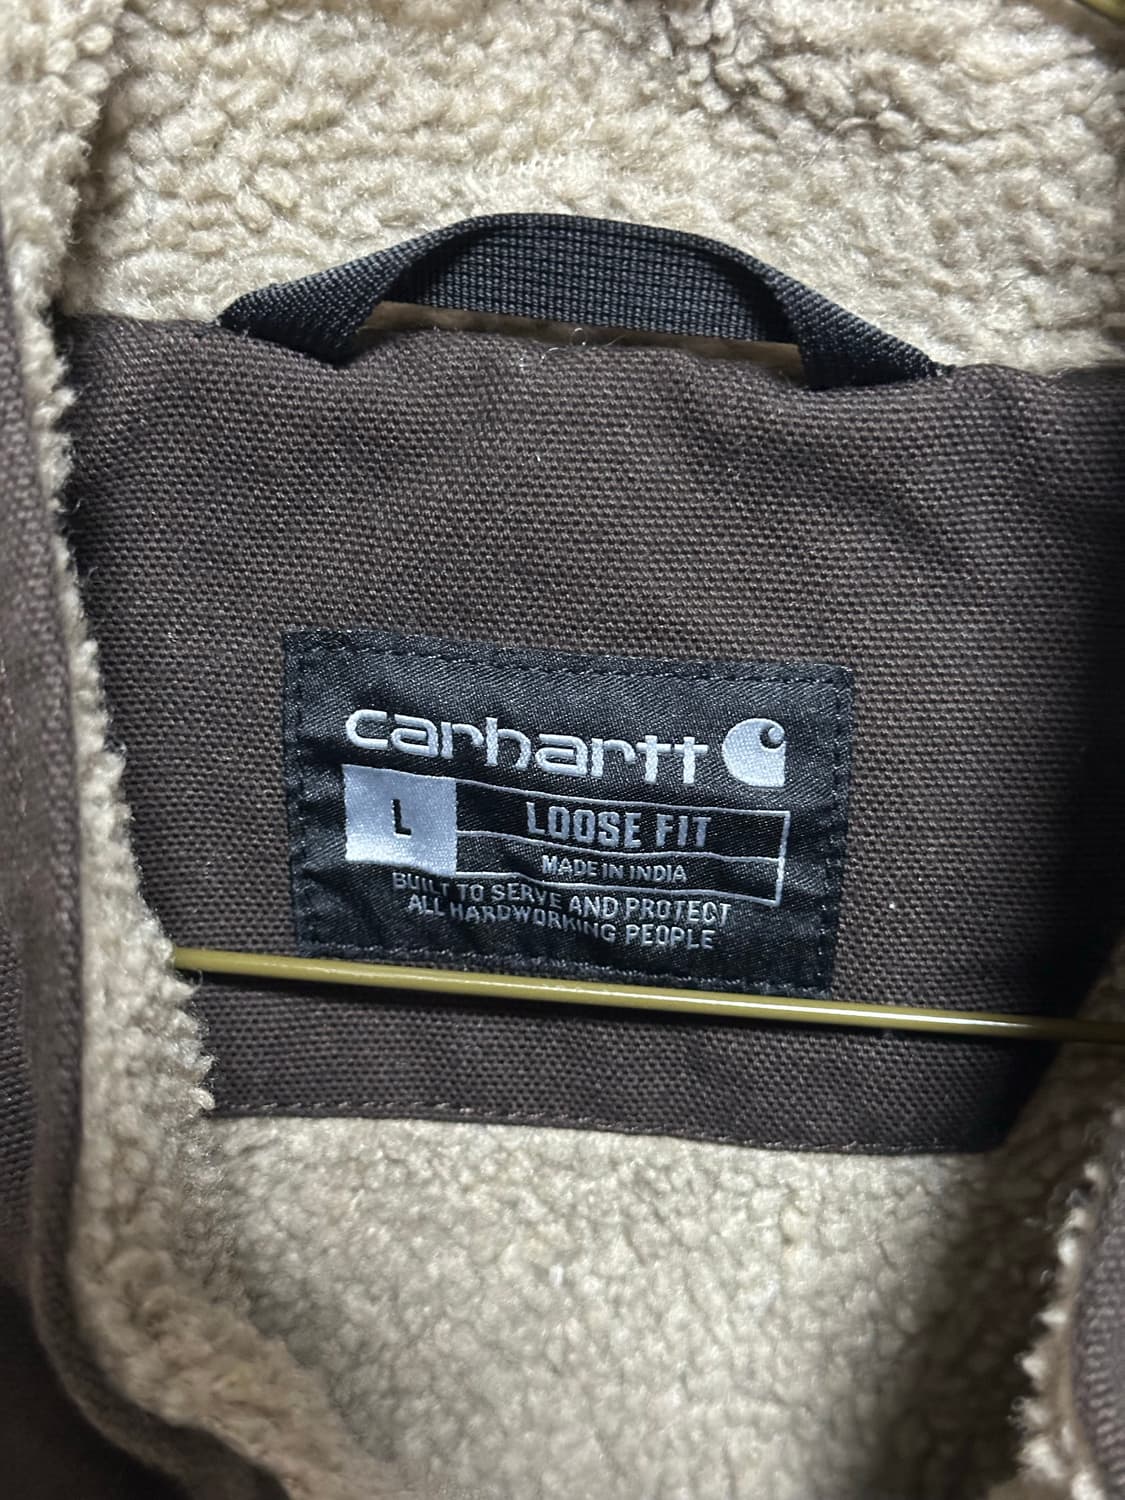 carhartt
L LOOSE FIT
MADE IN INDIA
BUILT TO SERVE AND PROTECT
ALL HARDWORKING PEOPLE